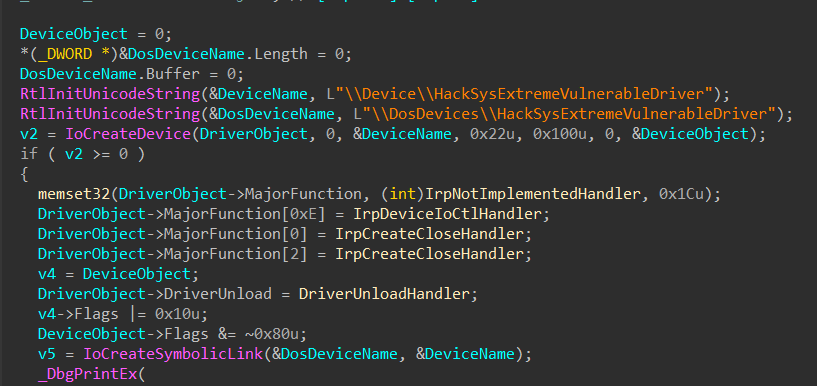 DeviceObject = 0;
*(_DWORD *)&DosDeviceName.Length = 0;
DosDeviceName.Buffer = 0;
RtlInitUnicodeString(&DeviceName, L"\\Device\\HackSysExtremeVulnerableDriver");
RtlInitUnicodeString(&DosDeviceName, L"\\DosDevices\\HackSysExtremeVulnerableDriver");
v2 = IoCreateDevice(DriverObject, 0, &DeviceName, 0x22u, 0x100u, 0, &DeviceObject);
if ( v2 >= 0 )
{
  memset32(DriverObject->MajorFunction, (int)IrpNotImplementedHandler, 0x1Cu);
  DriverObject->MajorFunction[0xE] = IrpDeviceIoCtlHandler;
  DriverObject->MajorFunction[0] = IrpCreateCloseHandler;
  DriverObject->MajorFunction[2] = IrpCreateCloseHandler;
  v4 = DeviceObject;
  DriverObject->DriverUnload = DriverUnloadHandler;
  v4->Flags |= 0x10u;
  DeviceObject->Flags &= ~0x80u;
  v5 = IoCreateSymbolicLink(&DosDeviceName, &DeviceName);
  _DbgPrintEx(